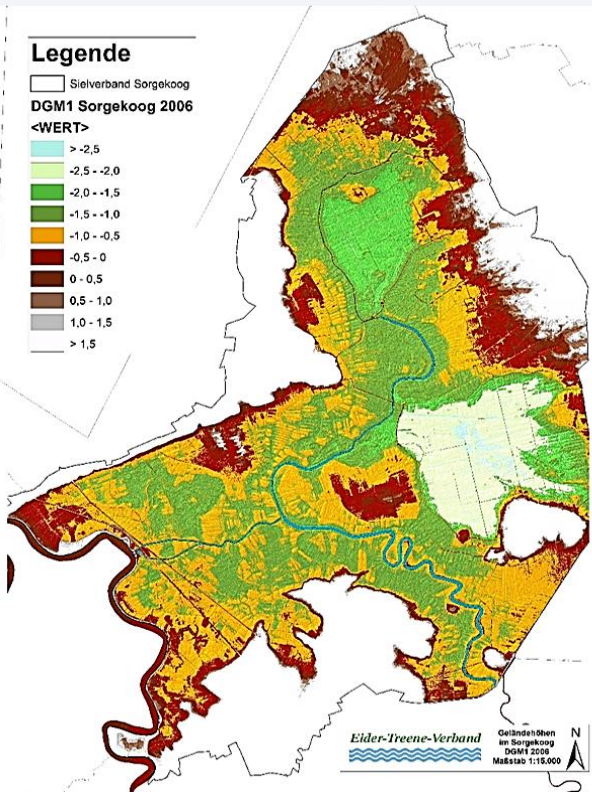 Legende
Sielverband Sorgekoog
DGM1 Sorgekoog 2006
<WERT>
> -2,5
-2,5 - -2,0
-2,0 - -1,5
-1,5 - -1,0
-1,0 - -0,5
-0,5 - 0
0 - 0,5
0,5 - 1,0
1,0 - 1,5
> 1,5
Eider-Treene-Verband
Geländehöhen
im Sorgekoog
DGM1 2006
Maßstab 1:15.000
N